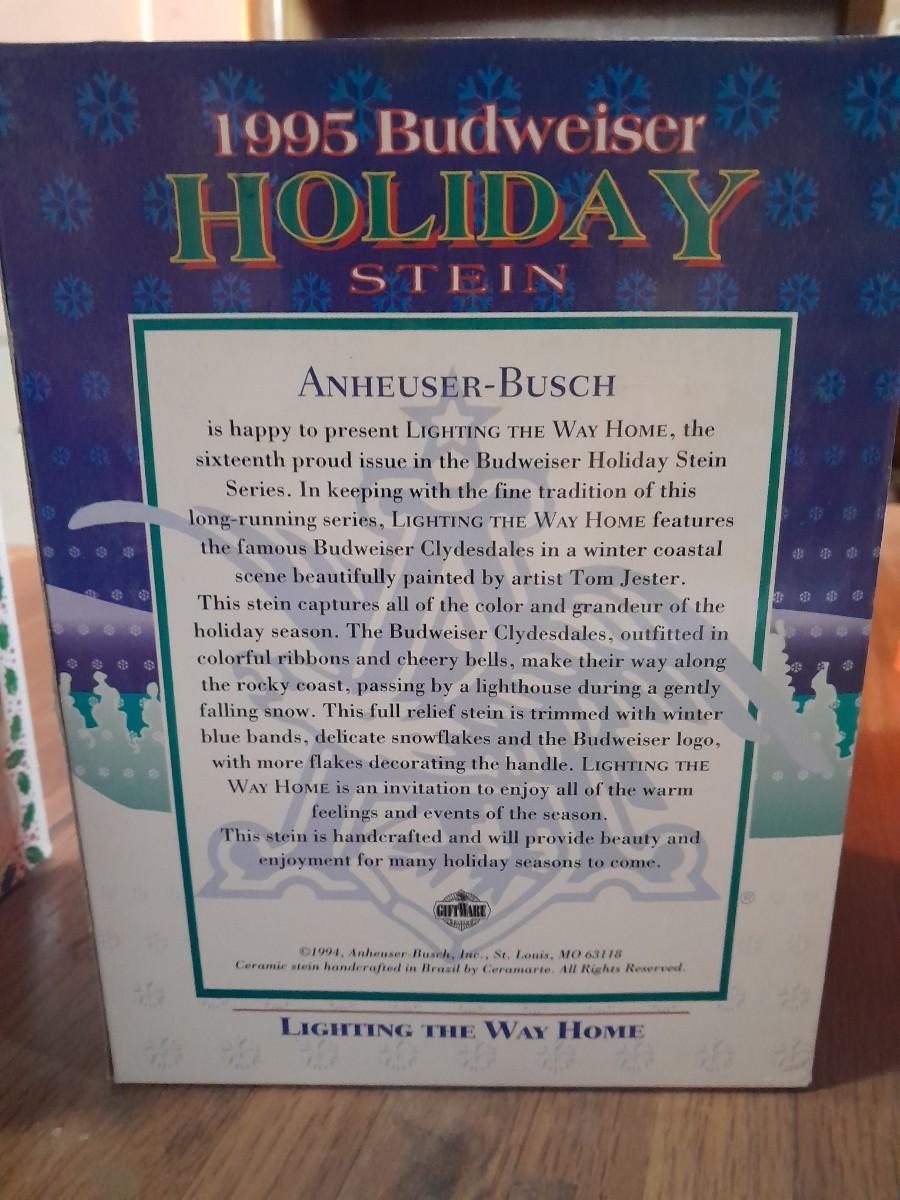 1995 Budweiser
HOLIDAY
STEIN
ANHEUSER-BUSCH
is happy to present LIGHTING THE WAY HOME, the
sixteenth proud issue in the Budweiser Holiday Stein
Series. In keeping with the fine tradition of this
long-running series, LIGHTING THE WAY HOME features
the famous Budweiser Clydesdales in a winter coastal
scene beautifully painted by artist Tom Jester.
This stein captures all of the color and grandeur of the
holiday season. The Budweiser Clydesdales, outfitted in
colorful ribbons and cheery bells, make their way along
the rocky coast, passing by a lighthouse during a gently
falling snow. This full relief stein is trimmed with winter
blue bands, delicate snowflakes and the Budweiser logo,
with more flakes decorating the handle. LIGHTING THE
WAY HOME is an invitation to enjoy all of the warm
feelings and events of the season.
This stein is handcrafted and will provide beauty and
enjoyment for many holiday seasons to come.
®
GIFTWARE
©1994, Anheuser-Busch, Inc., St. Louis, MO 63118
Ceramic stein handcrafted in Brazil by Ceramarte. All Rights Reserved.
LIGHTING THE WAY HOME